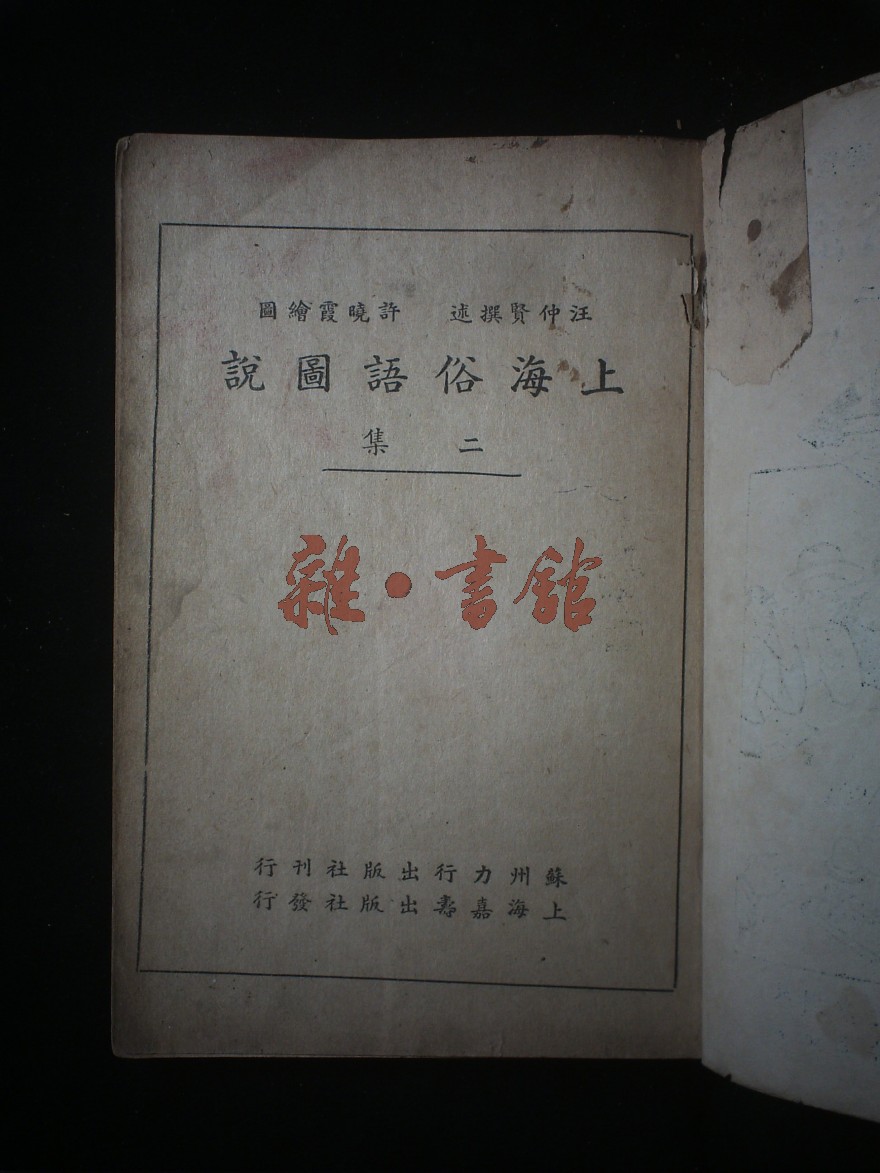 汪仲賢撰述　許曉霞繪圖
上海俗語圖說
二集
雜·書館
蘇州力行出版社刊行
上海嘉壽出版社發行